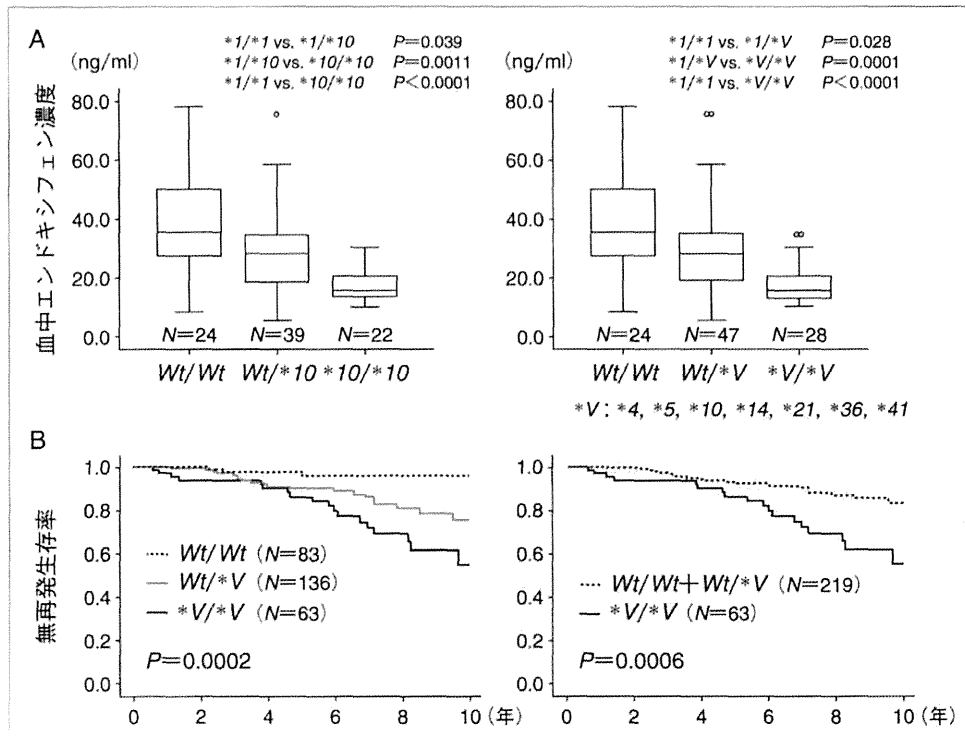 A
*1/*1 vs. *1/*10 P=0.039
*1/*10 vs. *10/*10 P=0.0011
*1/*1 vs. *10/*10 P<0.0001
(ng/ml)
血中エンドキシフェン濃度
80.0
60.0
40.0
20.0
0.0
N=24 N=39 N=22
Wt/Wt Wt/*10 *10/*10
*1/*1 vs. *1/*V P=0.028
*1/*V vs. *V/*V P=0.0001
*1/*1 vs. *V/*V P<0.0001
(ng/ml)
80.0
60.0
40.0
20.0
0.0
N=24 N=47 N=28
Wt/Wt Wt/*V *V/*V
*V : *4, *5, *10, *14, *21, *36, *41
B
無再発生存率
1.0
0.8
0.6
0.4
0.2
0.0
Wt/Wt (N=83)
Wt/*V (N=136)
*V/*V (N=63)
P=0.0002
0 2 4 6 8 10 (年)
1.0
0.8
0.6
0.4
0.2
0.0
Wt/Wt+Wt/*V (N=219)
*V/*V (N=63)
P=0.0006
0 2 4 6 8 10 (年)